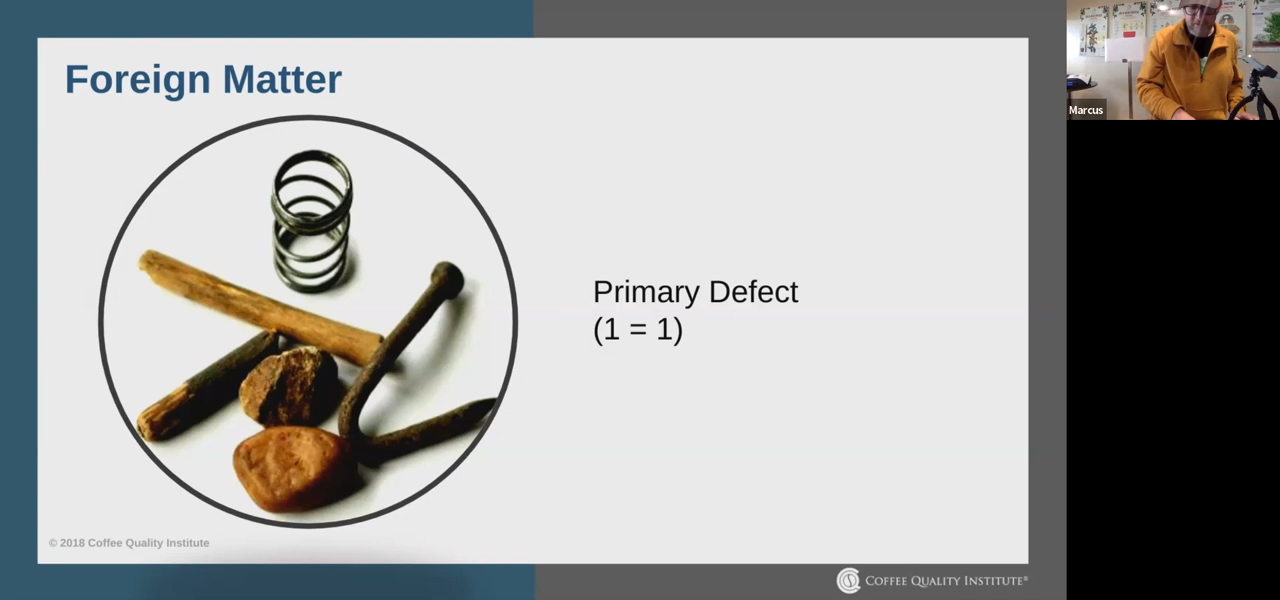 Foreign Matter
Primary Defect
(1 = 1)
© 2018 Coffee Quality Institute
COFFEE QUALITY INSTITUTE®
Marcus